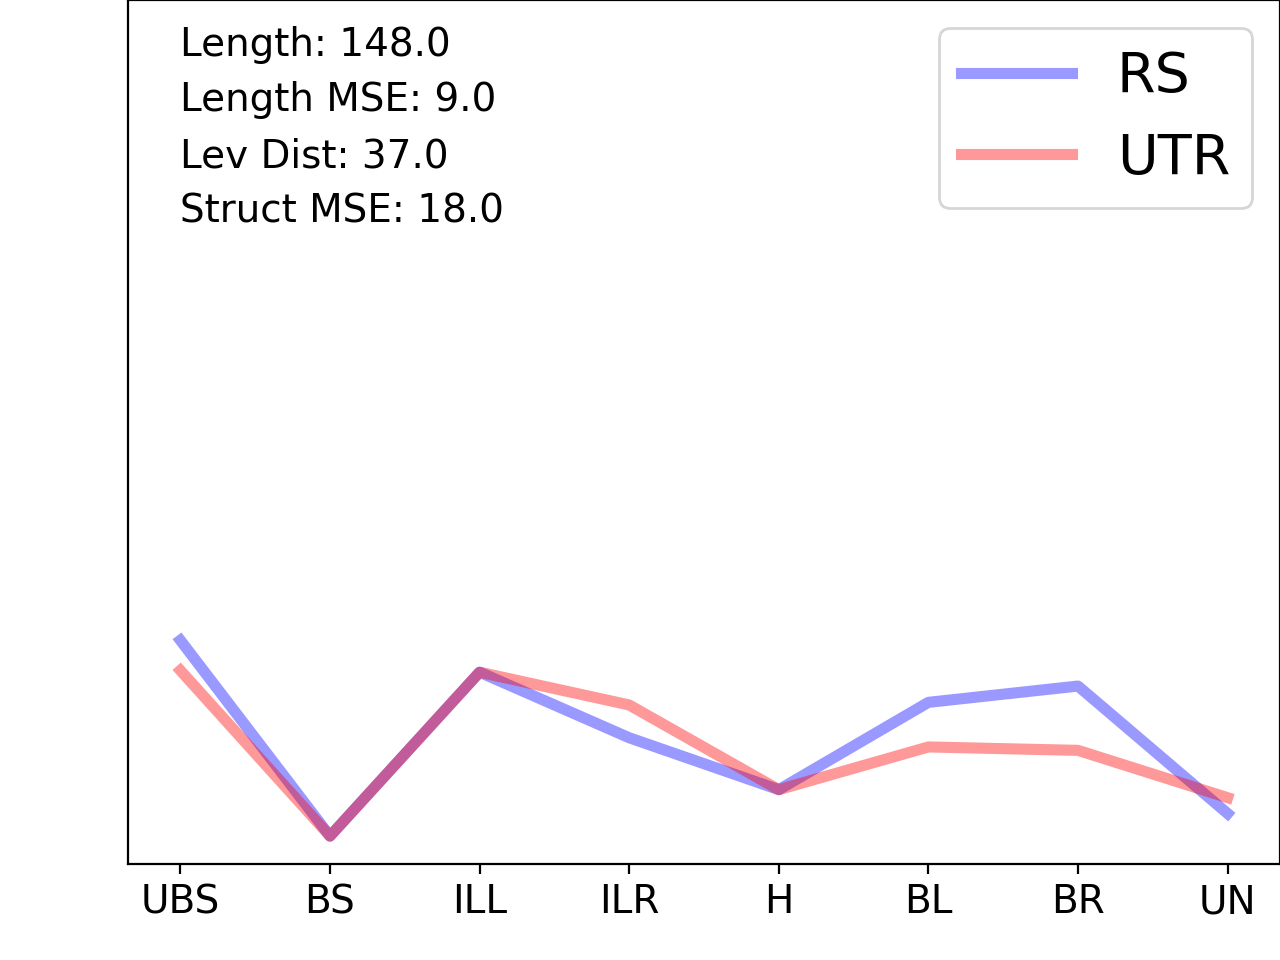 Length: 148.0
Length MSE: 9.0
Lev Dist: 37.0
Struct MSE: 18.0
RS
UTR
UBS BS ILL ILR H BL BR UN